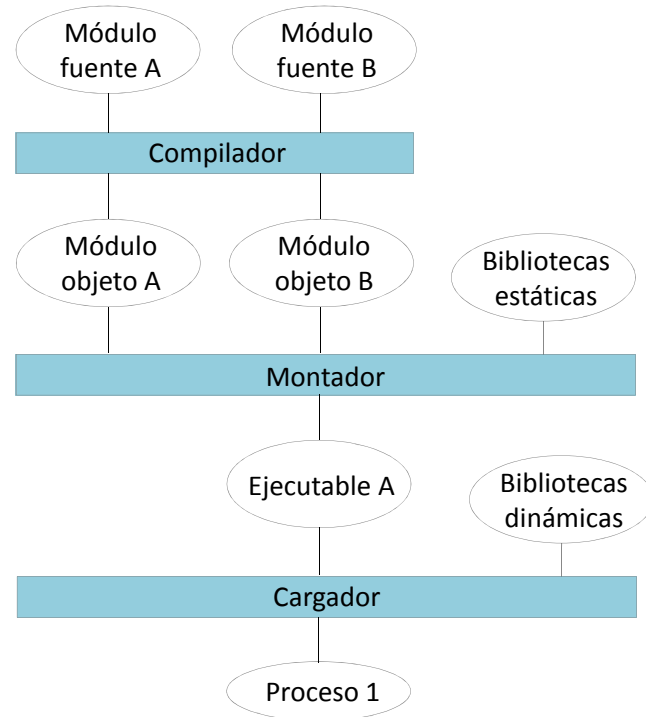 Módulo
fuente A
Módulo
fuente B
Compilador
Módulo
objeto A
Módulo
objeto B
Bibliotecas
estáticas
Montador
Ejecutable A
Bibliotecas
dinámicas
Cargador
Proceso 1